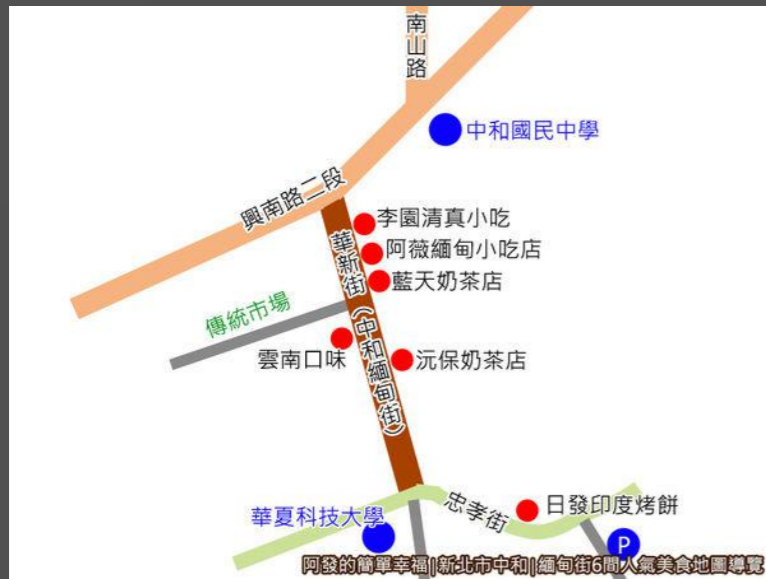 南山路
中和國民中學
興南路二段
李園清真小吃
阿薇緬甸小吃店
藍天奶茶店
華新街(中和緬甸街)
傳統市場
雲南口味
沅保奶茶店
忠孝街
日發印度烤餅
華夏科技大學
P
阿發的簡單幸福|新北市中和|緬甸街6間人氣美食地圖導覽